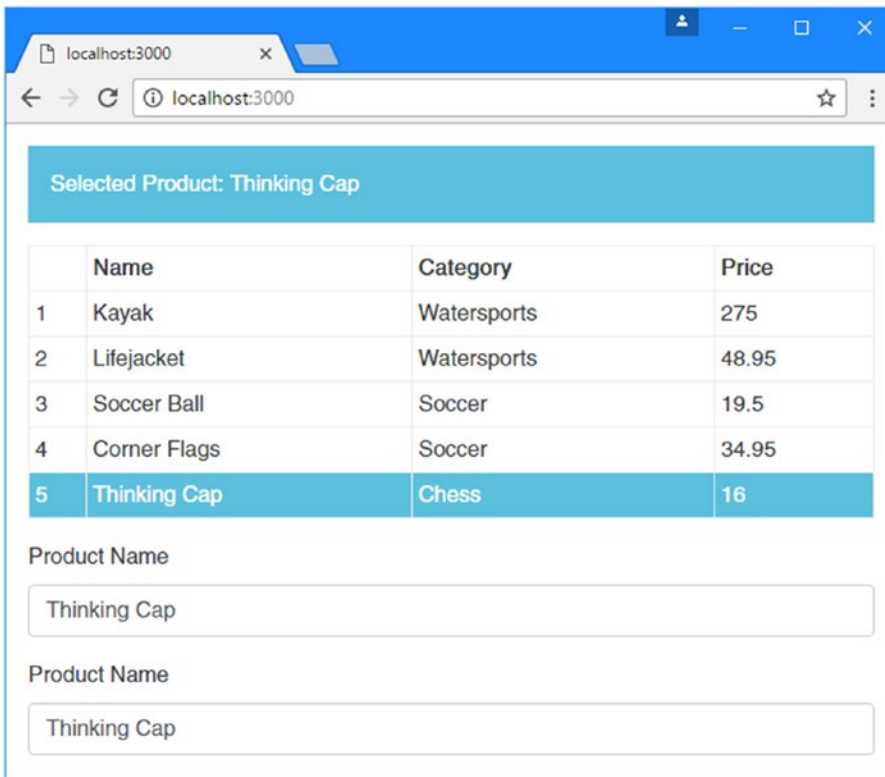 localhost:3000
localhost:3000
Selected Product: Thinking Cap
Name Category Price
1 Kayak Watersports 275
2 Lifejacket Watersports 48.95
3 Soccer Ball Soccer 19.5
4 Corner Flags Soccer 34.95
5 Thinking Cap Chess 16
Product Name
Thinking Cap
Product Name
Thinking Cap